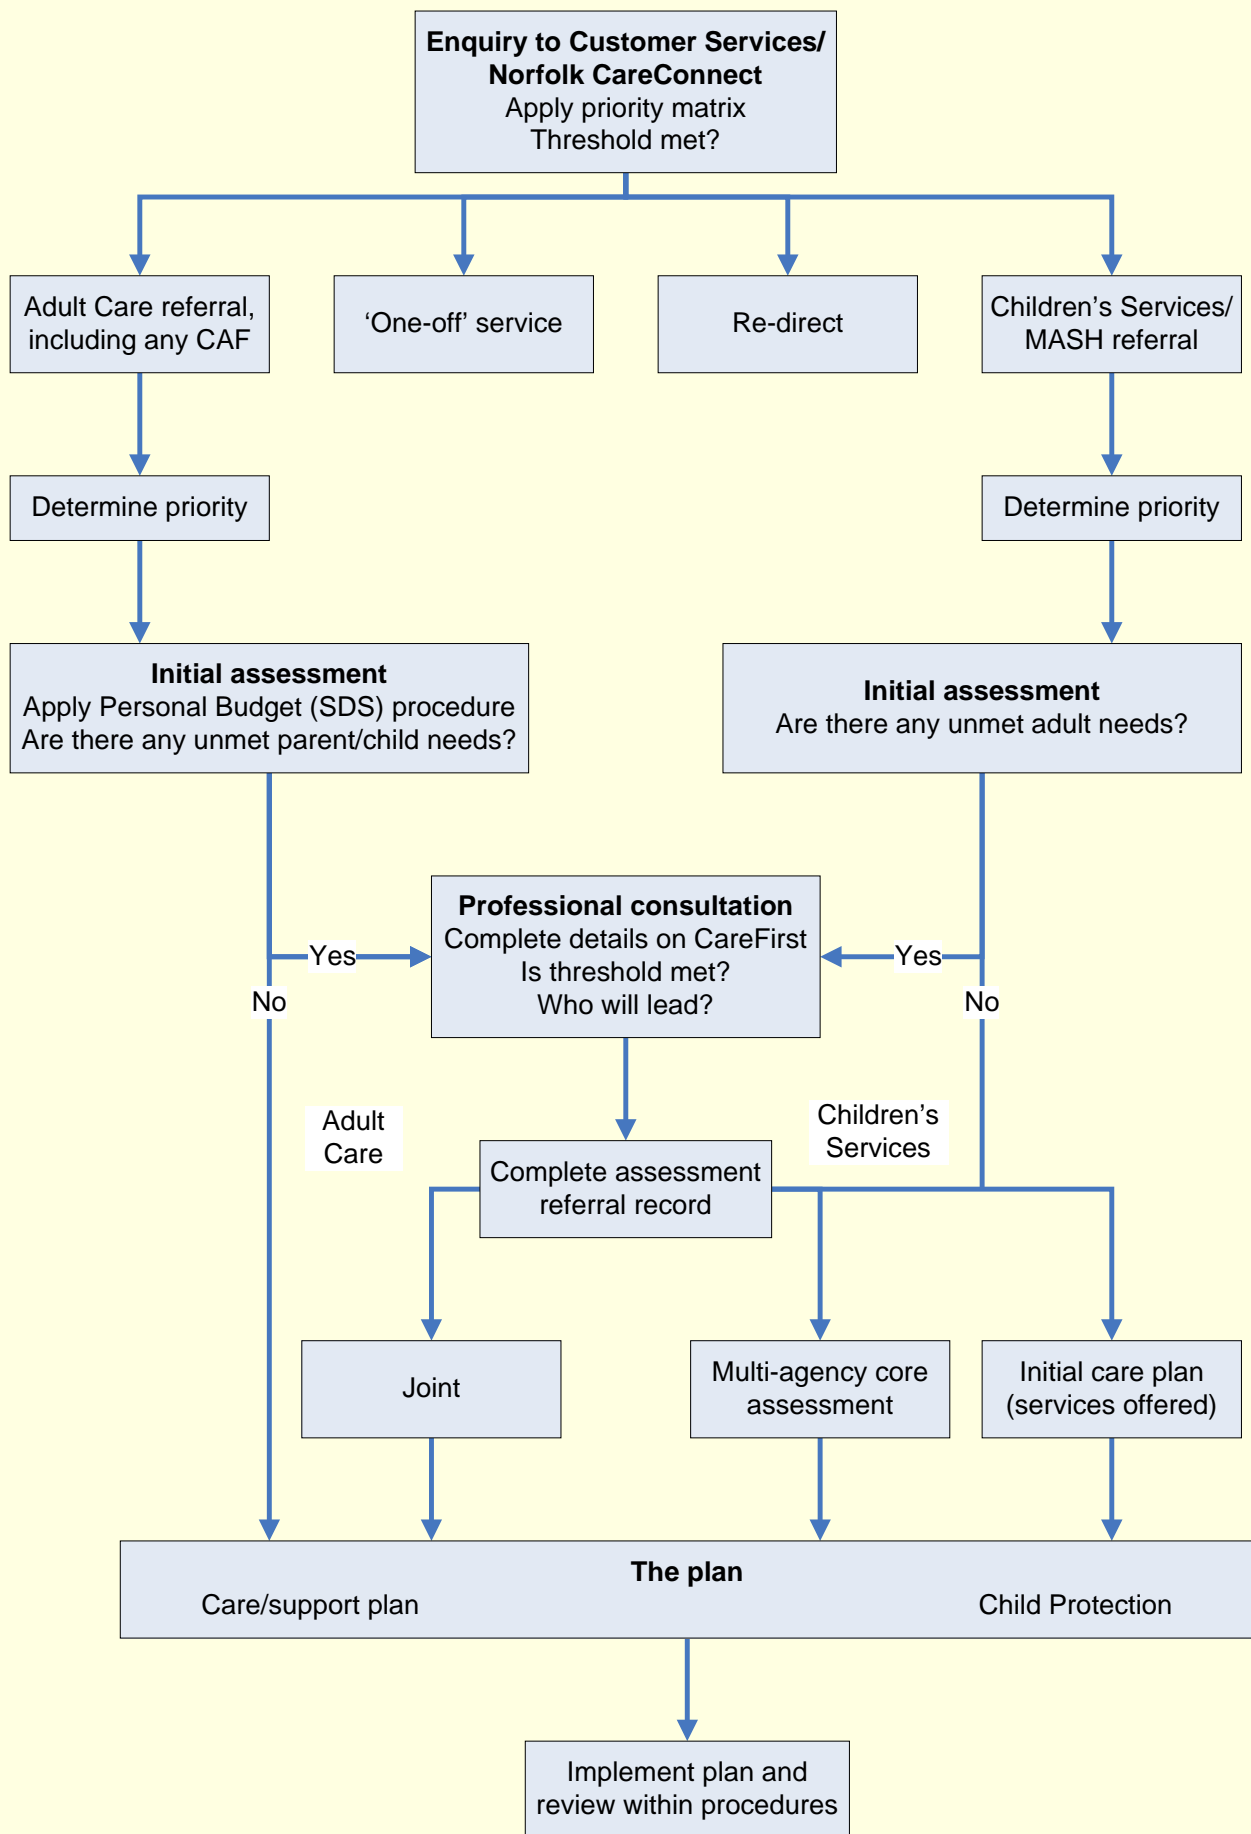 Enquiry to Customer Services/
Norfolk CareConnect
Apply priority matrix
Threshold met?
Adult Care referral,
including any CAF
‘One-off’ service
Re-direct
Children’s Services/
MASH referral
Determine priority
Determine priority
Initial assessment
Apply Personal Budget (SDS) procedure
Are there any unmet parent/child needs?
Initial assessment
Are there any unmet adult needs?
Professional consultation
Complete details on CareFirst
Is threshold met?
Who will lead?
Yes
Yes
No
No
Adult
Care
Children’s
Services
Complete assessment
referral record
Joint
Multi-agency core
assessment
Initial care plan
(services offered)
The plan
Care/support plan
Child Protection
Implement plan and
review within procedures